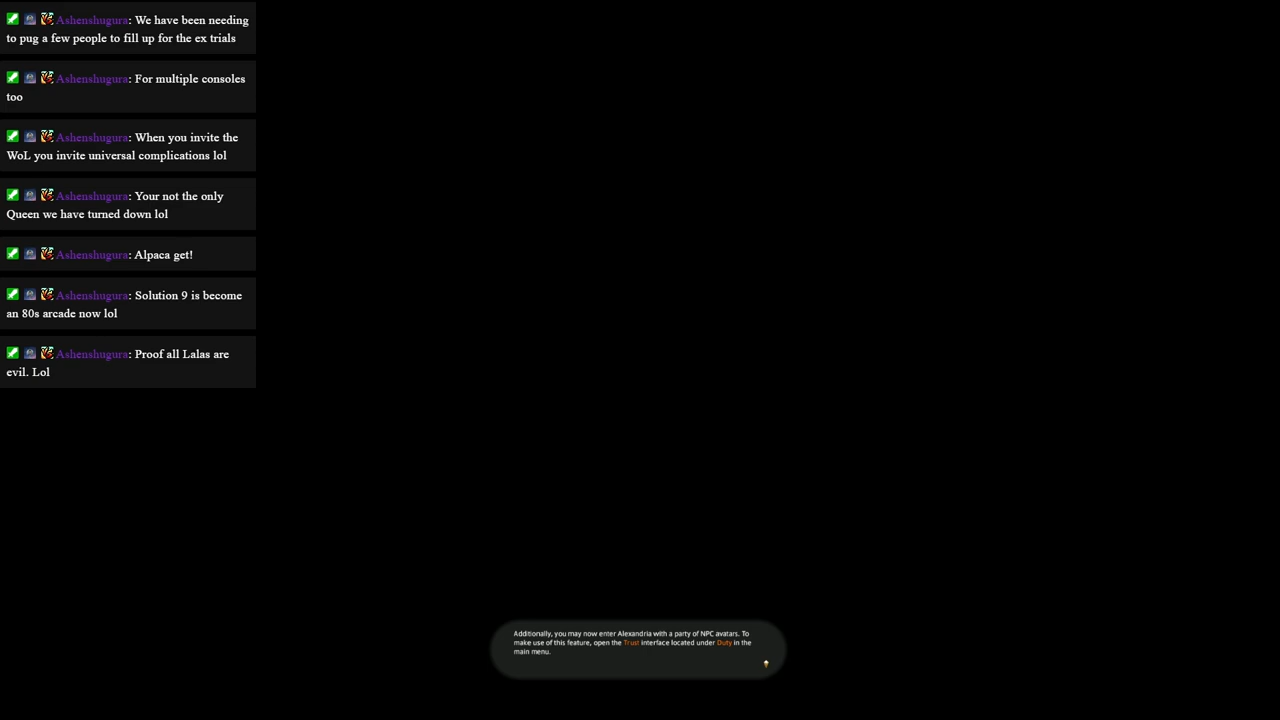 Ashenshugura: We have been needing
to pug a few people to fill up for the ex trials
Ashenshugura: For multiple consoles
too
Ashenshugura: When you invite the
WoL you invite universal complications lol
Ashenshugura: Your not the only
Queen we have turned down lol
Ashenshugura: Alpaca get!
Ashenshugura: Solution 9 is become
an 80s arcade now lol
Ashenshugura: Proof all Lalas are
evil. Lol
Additionally, you may now enter Alexandria with a party of NPC avatars. To
make use of this feature, open the Trust interface located under Duty in the
main menu.